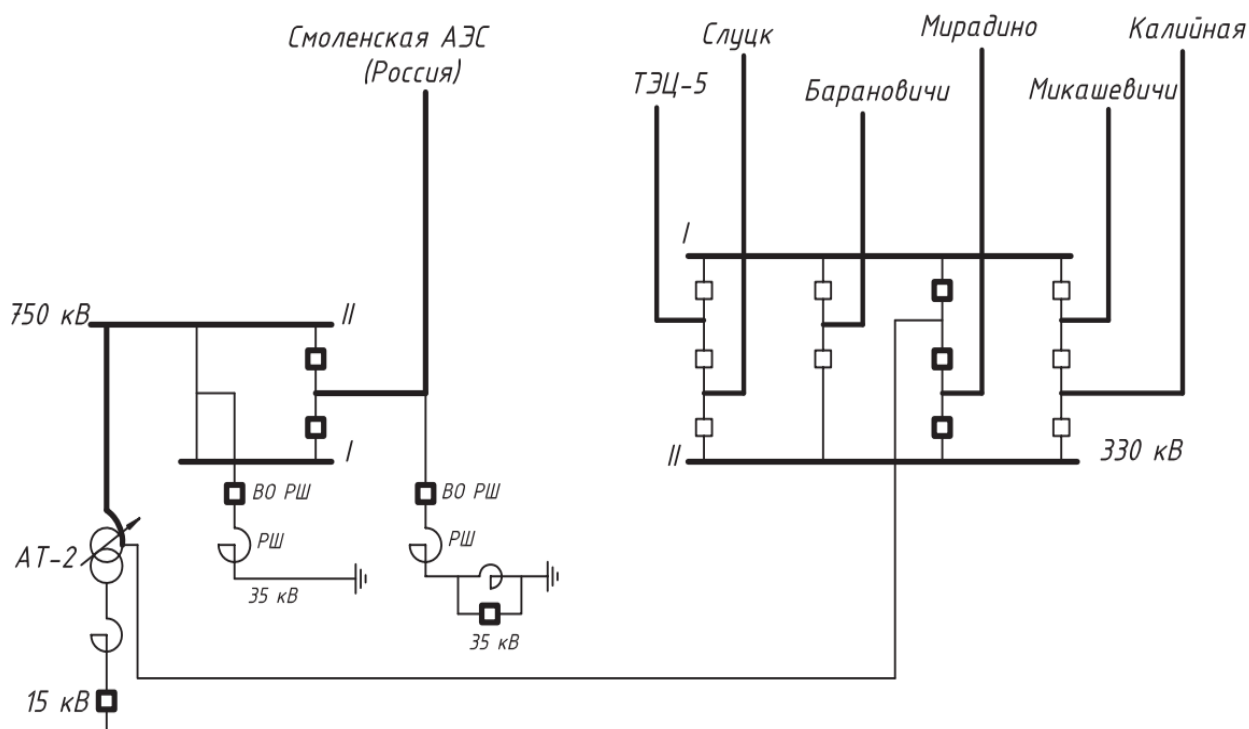 Смоленская АЭС
(Россия)
Слуцк
Мирадино
Калийная
ТЭЦ-5
Барановичи
Микашевичи
I
750 кВ
II
I
II
330 кВ
ВО РШ
ВО РШ
РШ
РШ
АТ-2
35 кВ
35 кВ
15 кВ